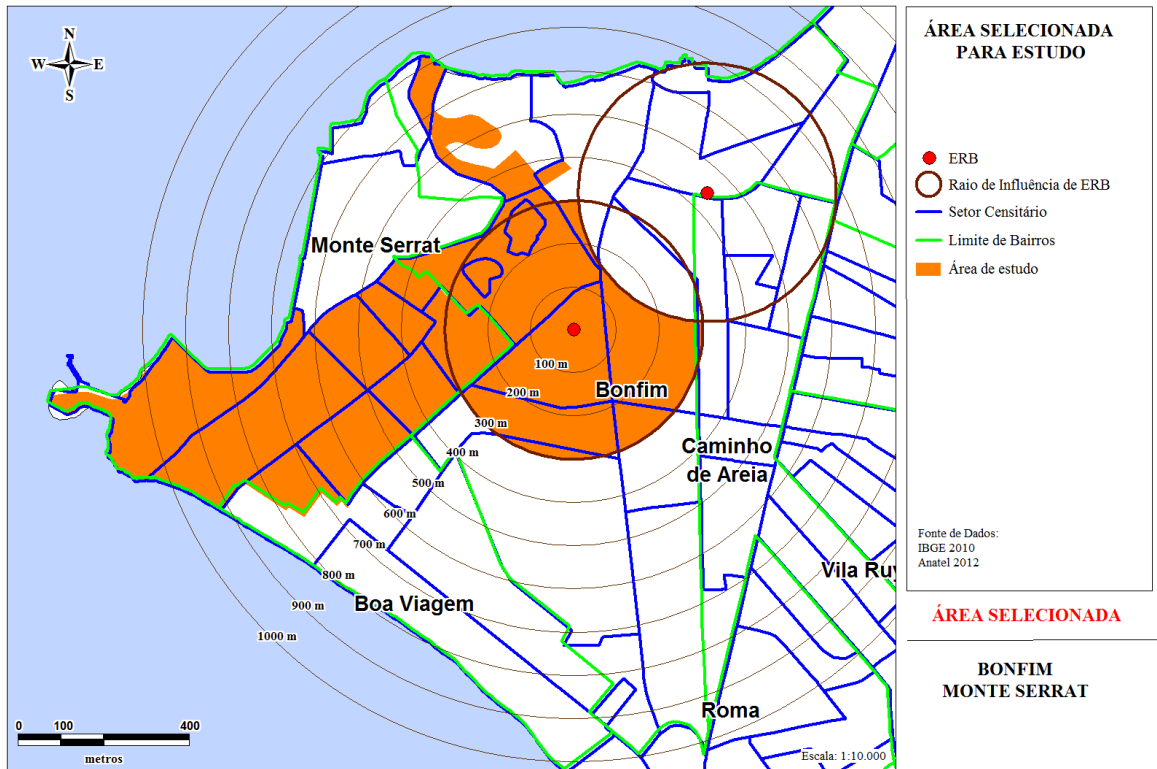 N
W
E
S
Monte Serrat
100 m
Bonfim
200 m
300 m
400 m
Caminho
de Areia
500 m
600 m
700 m
Vila Ruy
800 m
Boa Viagem
900 m
1000 m
Roma
0 100 400
metros
Escala: 1:10.000
ÁREA SELECIONADA
PARA ESTUDO
ERB
Raio de Influência de ERB
Setor Censitário
Limite de Bairros
Área de estudo
Fonte de Dados:
IBGE 2010
Anatel 2012
ÁREA SELECIONADA
BONFIM
MONTE SERRAT